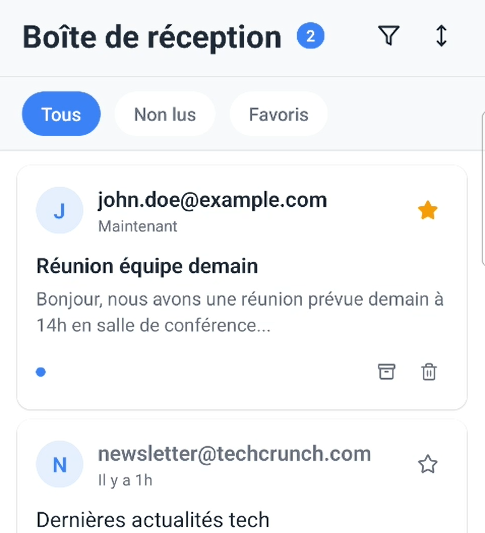 Boîte de réception 2
Tous Non lus Favoris
J john.doe@example.com
Maintenant
Réunion équipe demain
Bonjour, nous avons une réunion prévue demain à
14h en salle de conférence...
N newsletter@techcrunch.com
Il y a 1h
Dernières actualités tech